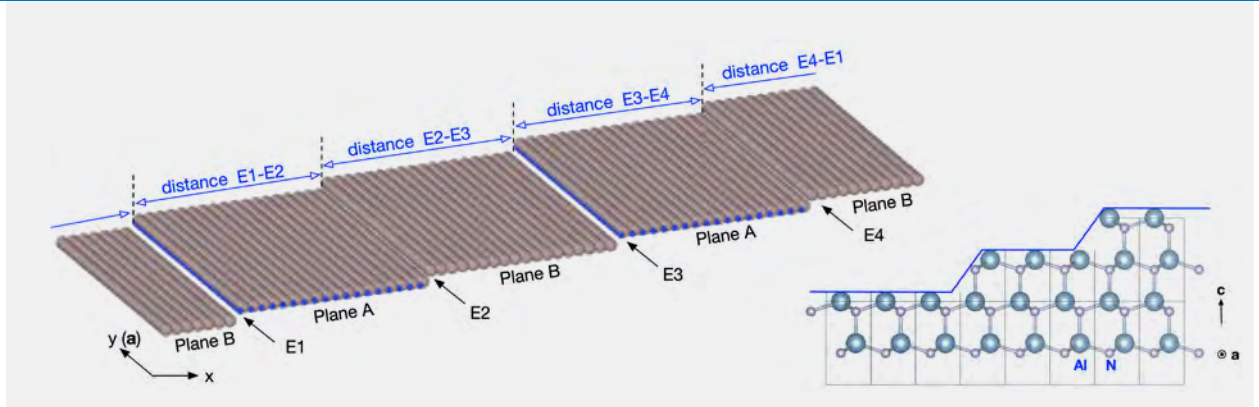 distance E4-E1
distance E3-E4
distance E2-E3
distance E1-E2
Plane B
E4
Plane A
E3
Plane B
E2
Plane A
E1
Plane B
y (a)
x
c
a
Al N